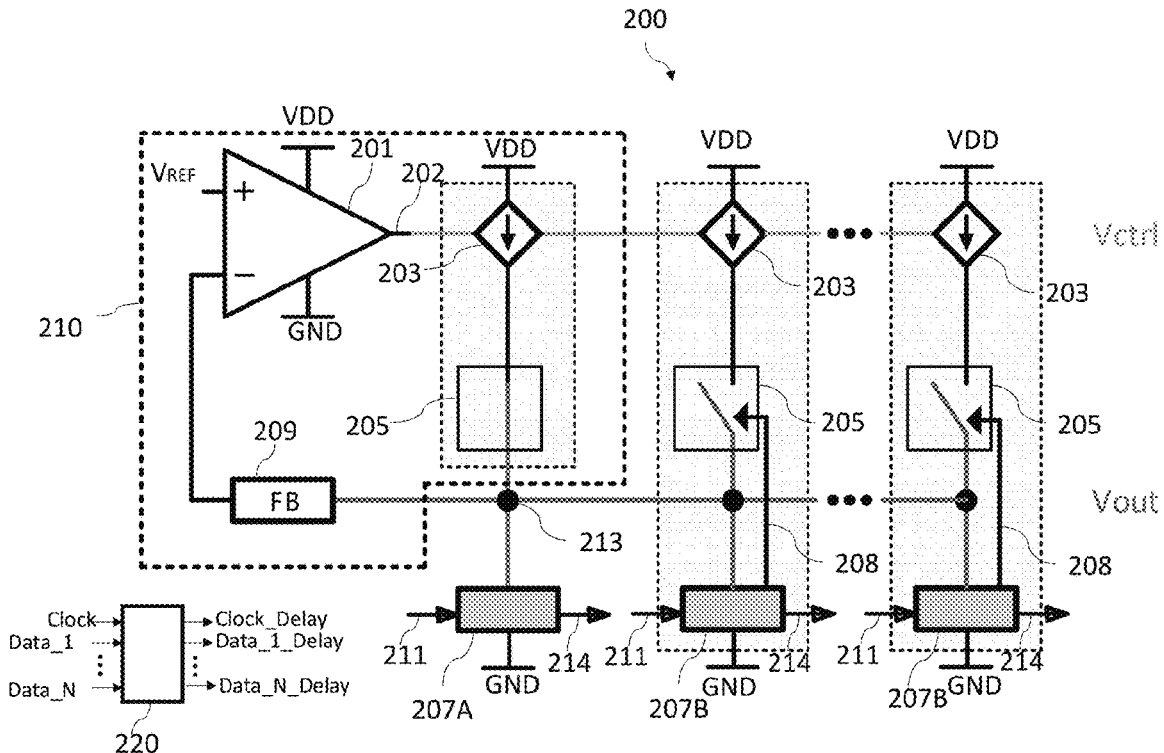 200
VDD
VDD
VDD
VDD
201
202
VREF
+
−
GND
203
203
203
Vctrl
210
205
205
205
209
FB
213
208
208
Vout
Clock
Data_1
Data_N
Clock_Delay
Data_1_Delay
Data_N_Delay
220
211
214
211
214
211
214
GND
GND
GND
207A
207B
207B